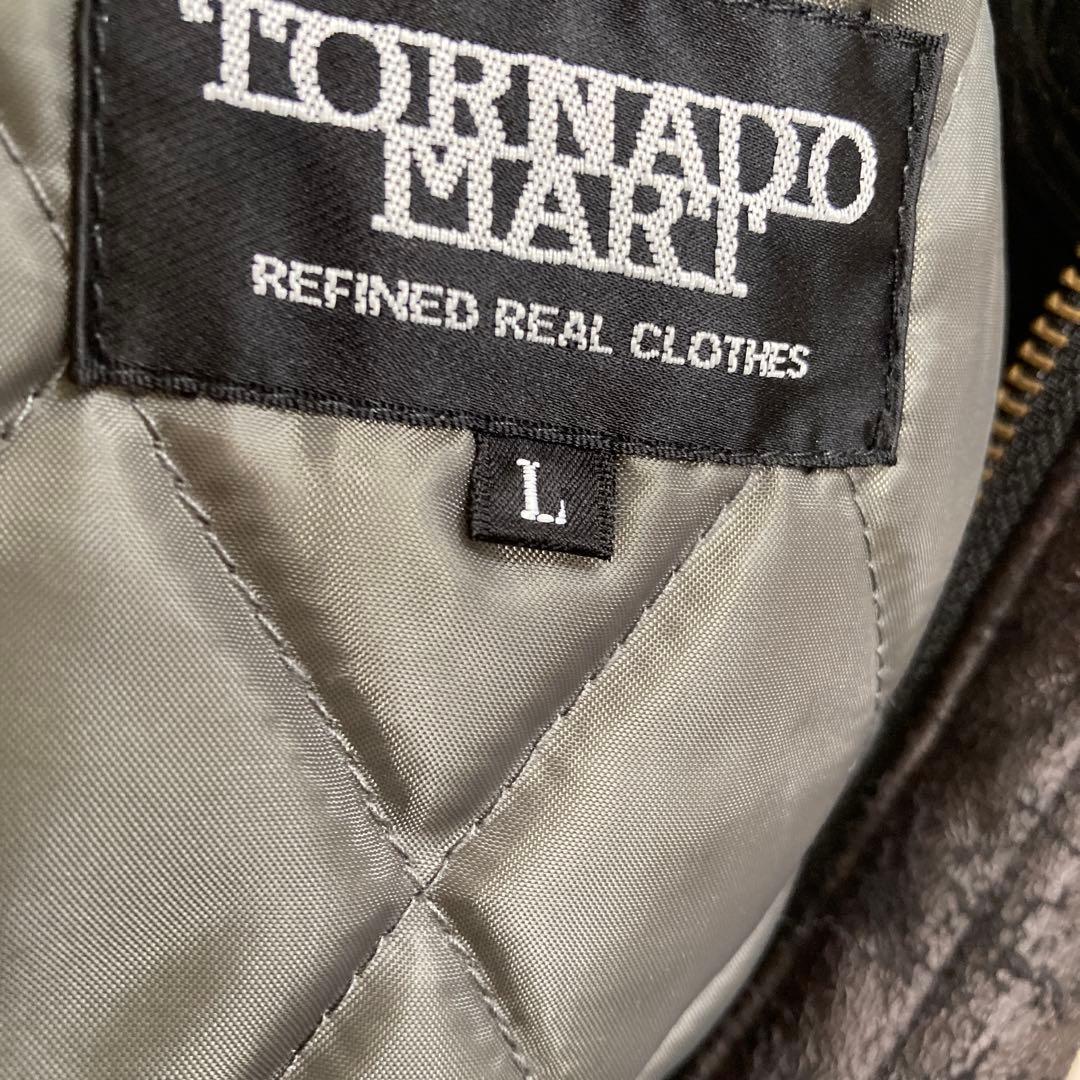 TORNADO
MART
REFINED REAL CLOTHES
L